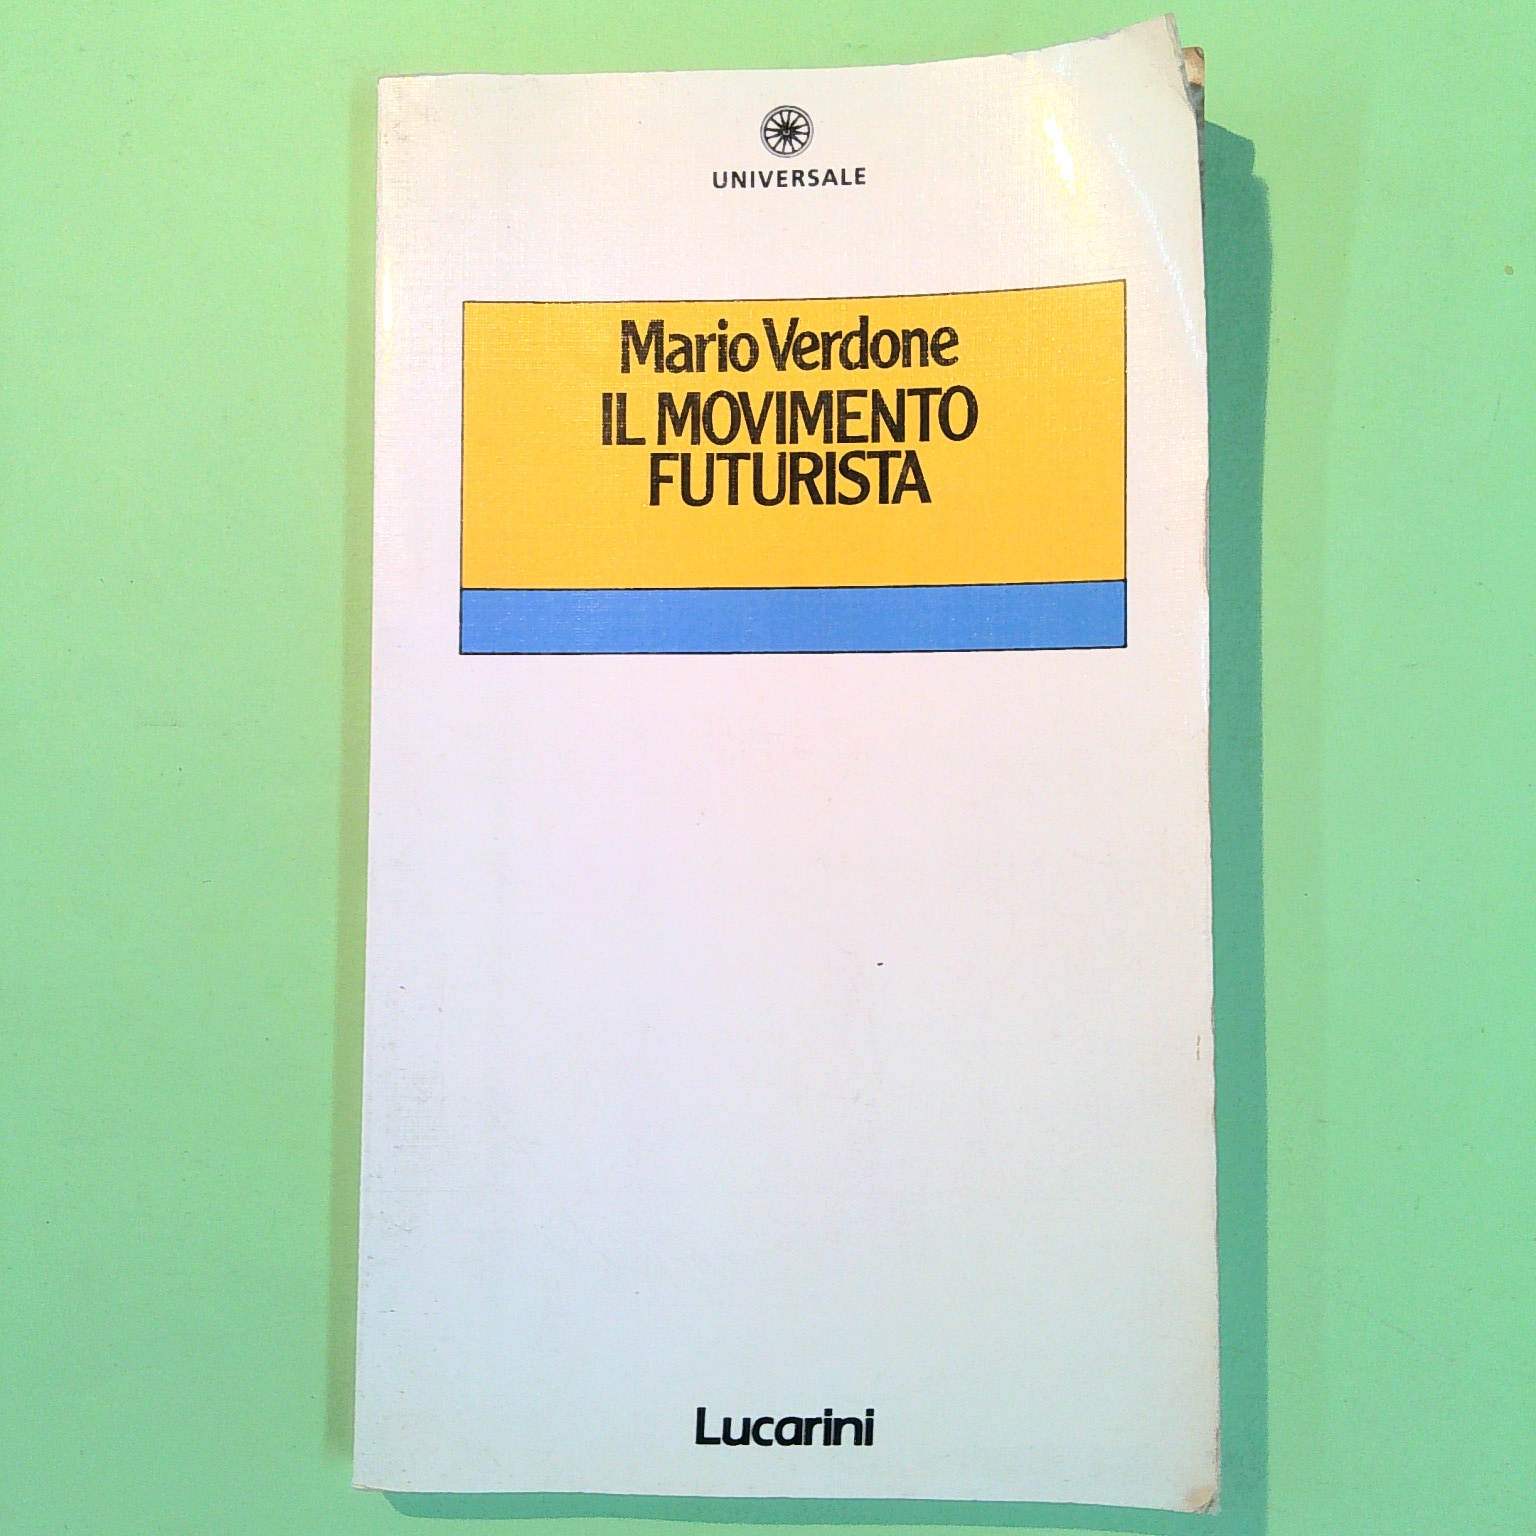 UNIVERSALE
Mario Verdone
IL MOVIMENTO
FUTURISTA
Lucarini